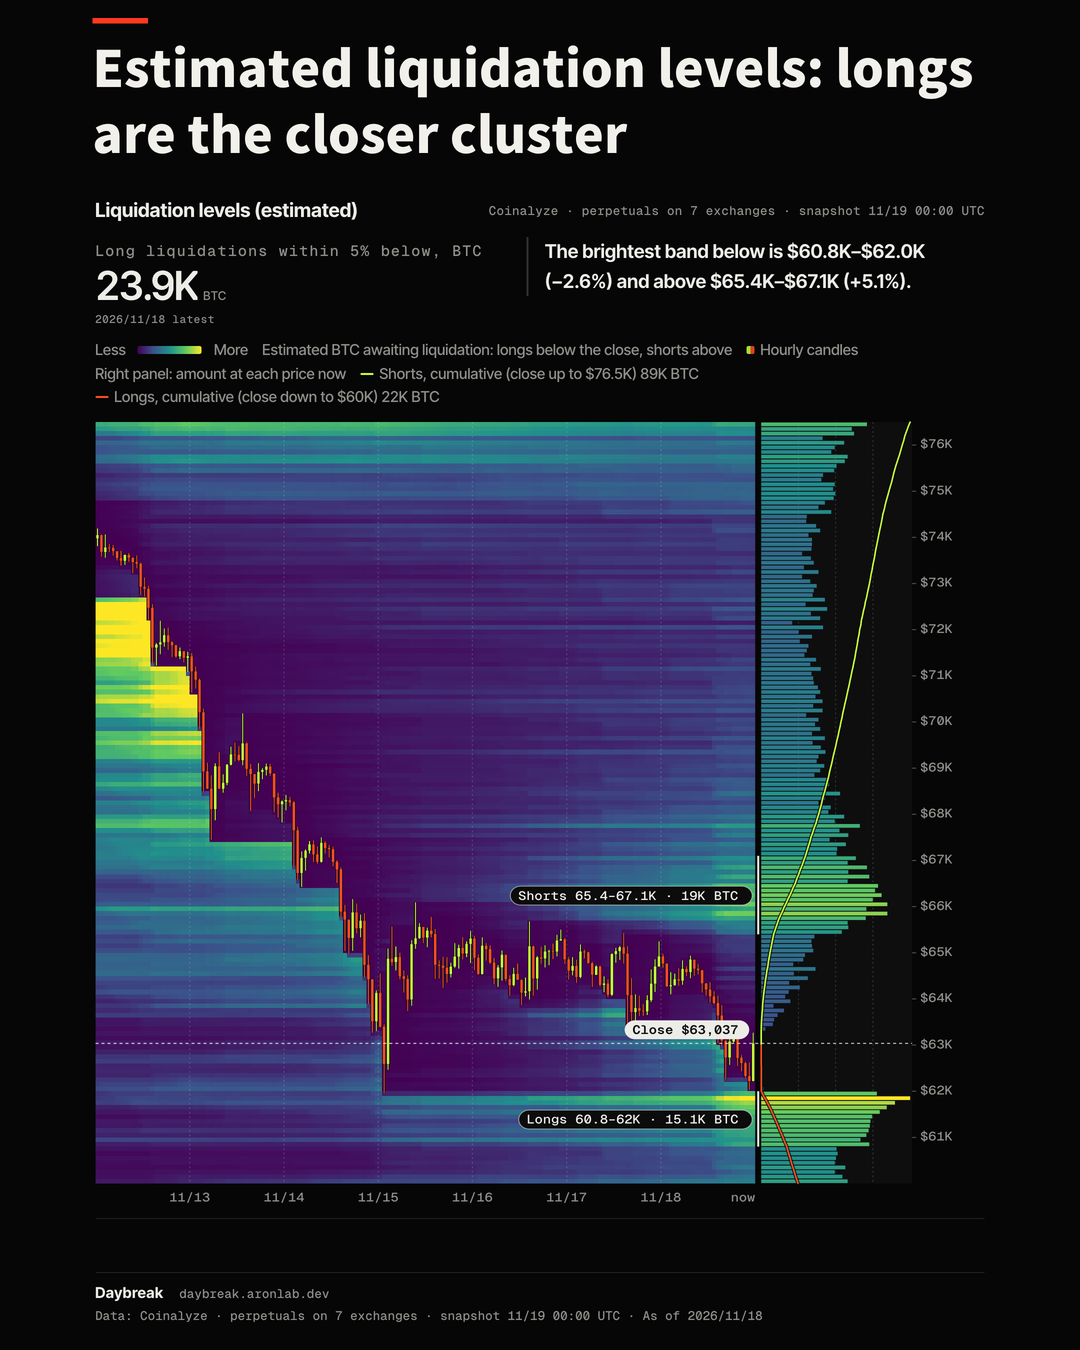 Estimated liquidation levels: longs
are the closer cluster
Liquidation levels (estimated)
Coinalyze · perpetuals on 7 exchanges · snapshot 11/19 00:00 UTC
Long liquidations within 5% below, BTC
23.9K BTC
2026/11/18 latest
The brightest band below is $60.8K–$62.0K
(−2.6%) and above $65.4K–$67.1K (+5.1%).
Less More Estimated BTC awaiting liquidation: longs below the close, shorts above Hourly candles
Right panel: amount at each price now Shorts, cumulative (close up to $76.5K) 89K BTC
Longs, cumulative (close down to $60K) 22K BTC
$76K
$75K
$74K
$73K
$72K
$71K
$70K
$69K
$68K
$67K
Shorts 65.4–67.1K · 19K BTC
$66K
$65K
$64K
Close $63,037
$63K
$62K
Longs 60.8–62K · 15.1K BTC
$61K
11/13 11/14 11/15 11/16 11/17 11/18 now
Daybreak daybreak.aronlab.dev
Data: Coinalyze · perpetuals on 7 exchanges · snapshot 11/19 00:00 UTC · As of 2026/11/18